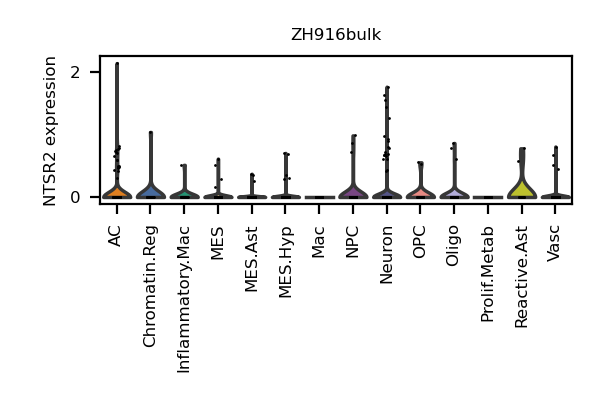 ZH916bulk
NTSR2 expression
2
0
AC
Chromatin.Reg
Inflammatory.Mac
MES
MES.Ast
MES.Hyp
Mac
NPC
Neuron
OPC
Oligo
Prolif.Metab
Reactive.Ast
Vasc